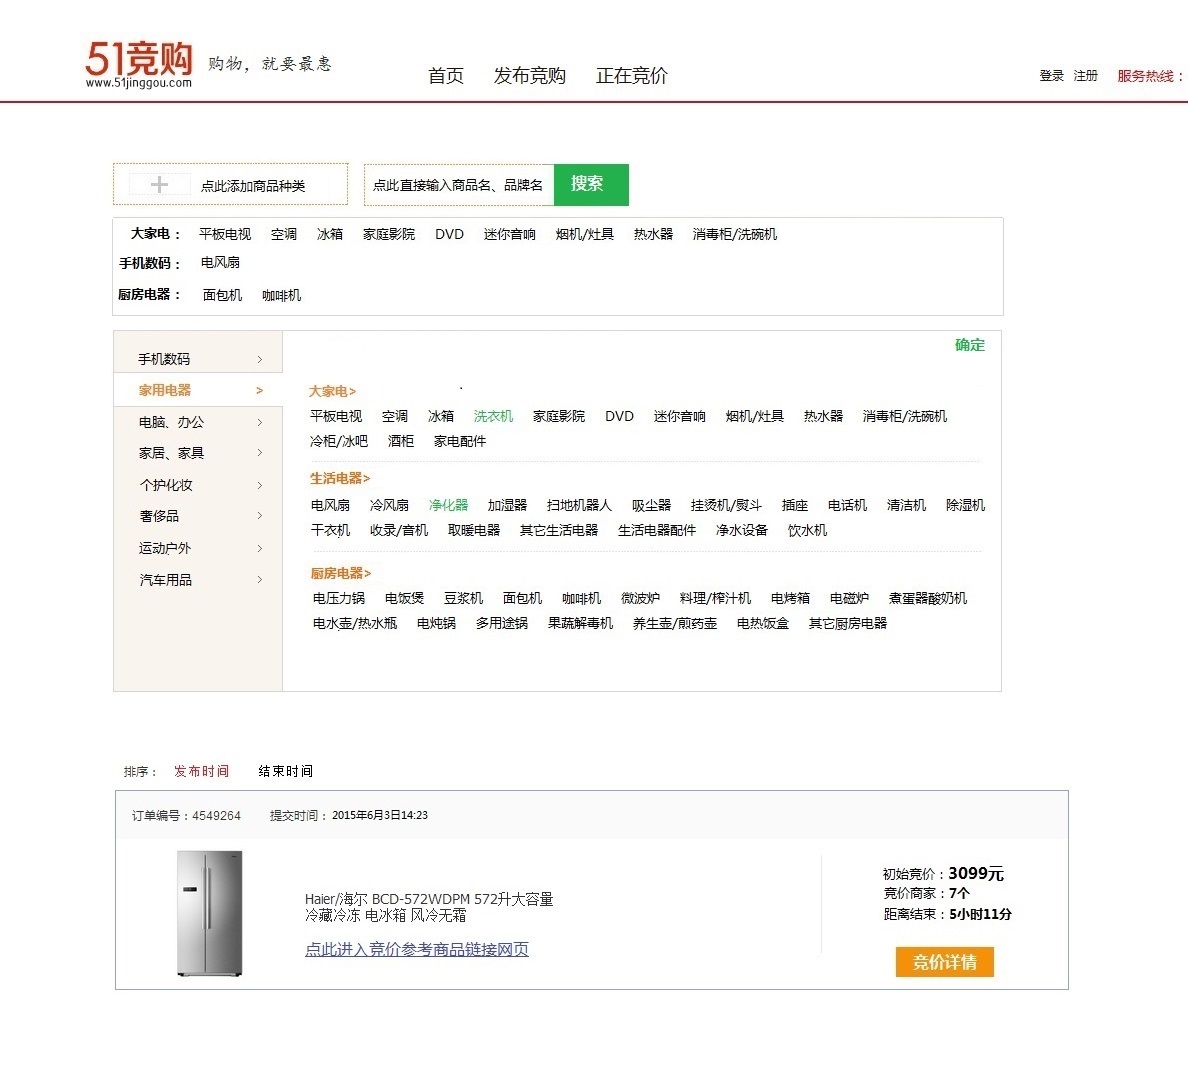 51竞购
购物，就要最惠
www.51jinggou.com
首页 发布竞购 正在竞价
登录 注册 服务热线：
点此添加商品种类 点此直接输入商品名、品牌名 搜索
大家电： 平板电视 空调 冰箱 家庭影院 DVD 迷你音响 烟机/灶具 热水器 消毒柜/洗碗机
手机数码： 电风扇
厨房电器： 面包机 咖啡机
确定
手机数码 >
家用电器 >
电脑、办公 >
家居、家具 >
个护化妆 >
奢侈品 >
运动户外 >
汽车用品 >
大家电>
平板电视 空调 冰箱 洗衣机 家庭影院 DVD 迷你音响 烟机/灶具 热水器 消毒柜/洗碗机
冷柜/冰吧 酒柜 家电配件
生活电器>
电风扇 冷风扇 净化器 加湿器 扫地机器人 吸尘器 挂烫机/熨斗 插座 电话机 清洁机 除湿机
干衣机 收录/音机 取暖电器 其它生活电器 生活电器配件 净水设备 饮水机
厨房电器>
电压力锅 电饭煲 豆浆机 面包机 咖啡机 微波炉 料理/榨汁机 电烤箱 电磁炉 煮蛋器酸奶机
电水壶/热水瓶 电炖锅 多用途锅 果蔬解毒机 养生壶/煎药壶 电热饭盒 其它厨房电器
排序： 发布时间 结束时间
订单编号：4549264 提交时间：2015年6月3日14:23
Haier/海尔 BCD-572WDPM 572升大容量
冷藏冷冻 电冰箱 风冷无霜
点此进入竞价参考商品链接网页
初始竞价：3099元
竞价商家：7个
距离结束：5小时11分
竞价详情